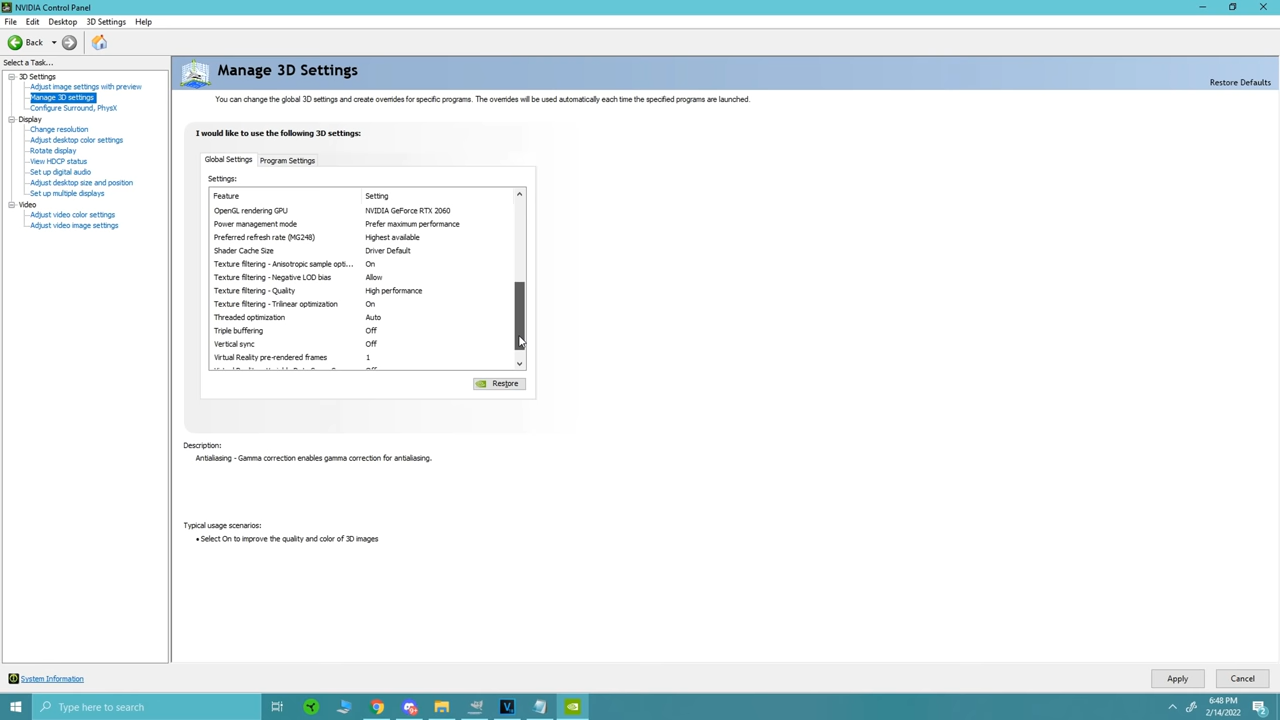 NVIDIA Control Panel
File Edit Desktop 3D Settings Help
Back
Select a Task...
3D Settings
Adjust image settings with preview
Manage 3D settings
Configure Surround, PhysX
Display
Change resolution
Adjust desktop color settings
Rotate display
View HDCP status
Set up digital audio
Adjust desktop size and position
Set up multiple displays
Video
Adjust video color settings
Adjust video image settings
System Information
Manage 3D Settings
Restore Defaults
You can change the global 3D settings and create overrides for specific programs. The overrides will be used automatically each time the specified programs are launched.
I would like to use the following 3D settings:
Global Settings Program Settings
Settings:
Feature Setting
OpenGL rendering GPU NVIDIA GeForce RTX 2060
Power management mode Prefer maximum performance
Preferred refresh rate (MG248) Highest available
Shader Cache Size Driver Default
Texture filtering - Anisotropic sample opti... On
Texture filtering - Negative LOD bias Allow
Texture filtering - Quality High performance
Texture filtering - Trilinear optimization On
Threaded optimization Auto
Triple buffering Off
Vertical sync Off
Virtual Reality pre-rendered frames 1
Restore
Description:
Antialiasing - Gamma correction enables gamma correction for antialiasing.
Typical usage scenarios:
• Select On to improve the quality and color of 3D images
Apply Cancel
Type here to search
6:48 PM
2/14/2022
2